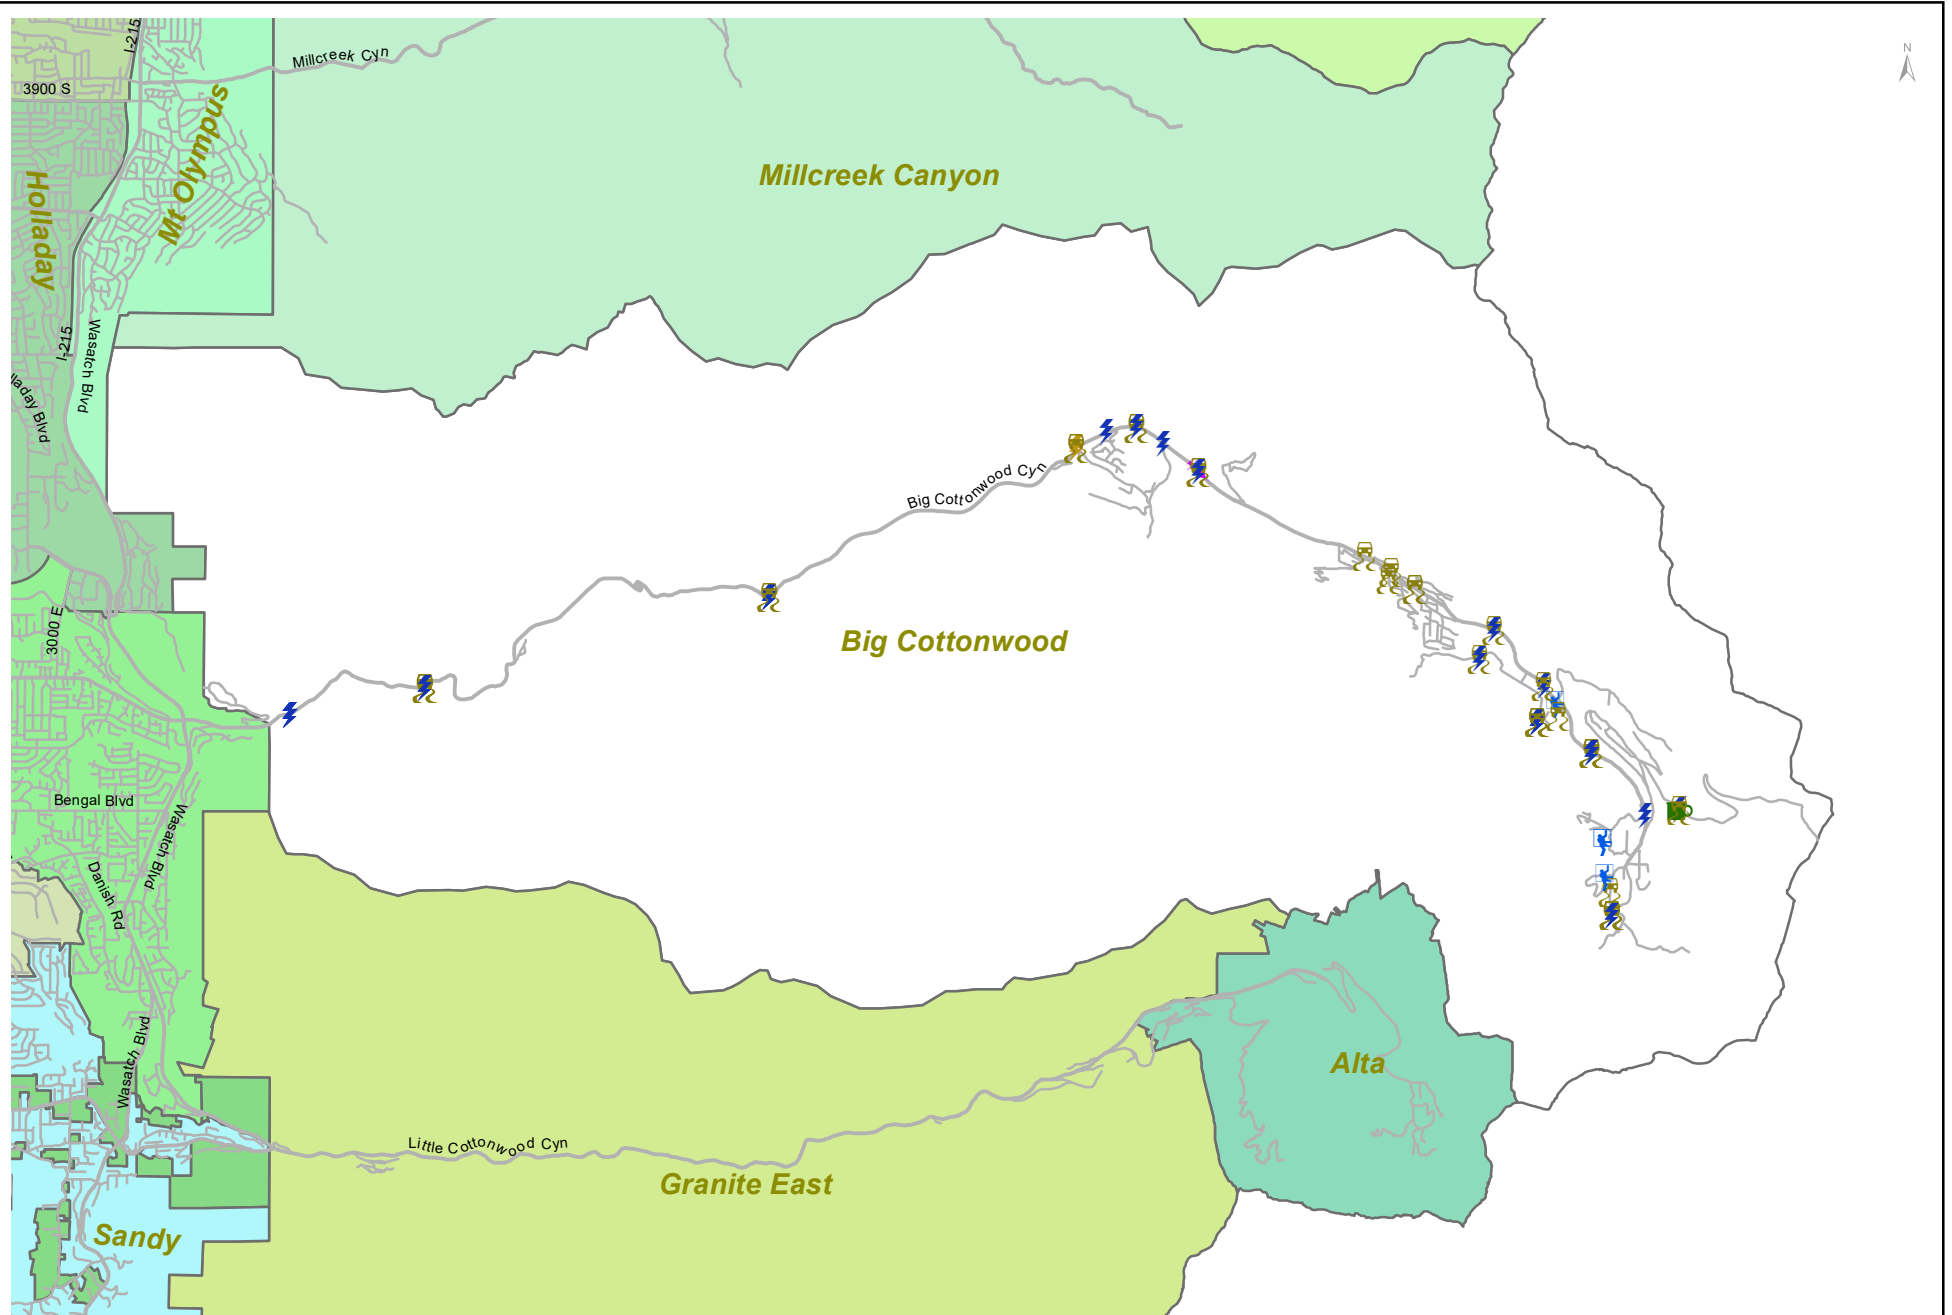 I-215
Millcreek Cyn
N
3900 S
Mt Olympus
Millcreek Canyon
Holladay
I-215
Wasatch Blvd
lladay Blvd
Big Cottonwood Cyn
3000 E
Big Cottonwood
Bengal Blvd
Wasatch Blvd
Danish Rd
Wasatch Blvd
Alta
Little Cottonwood Cyn
Granite East
Sandy